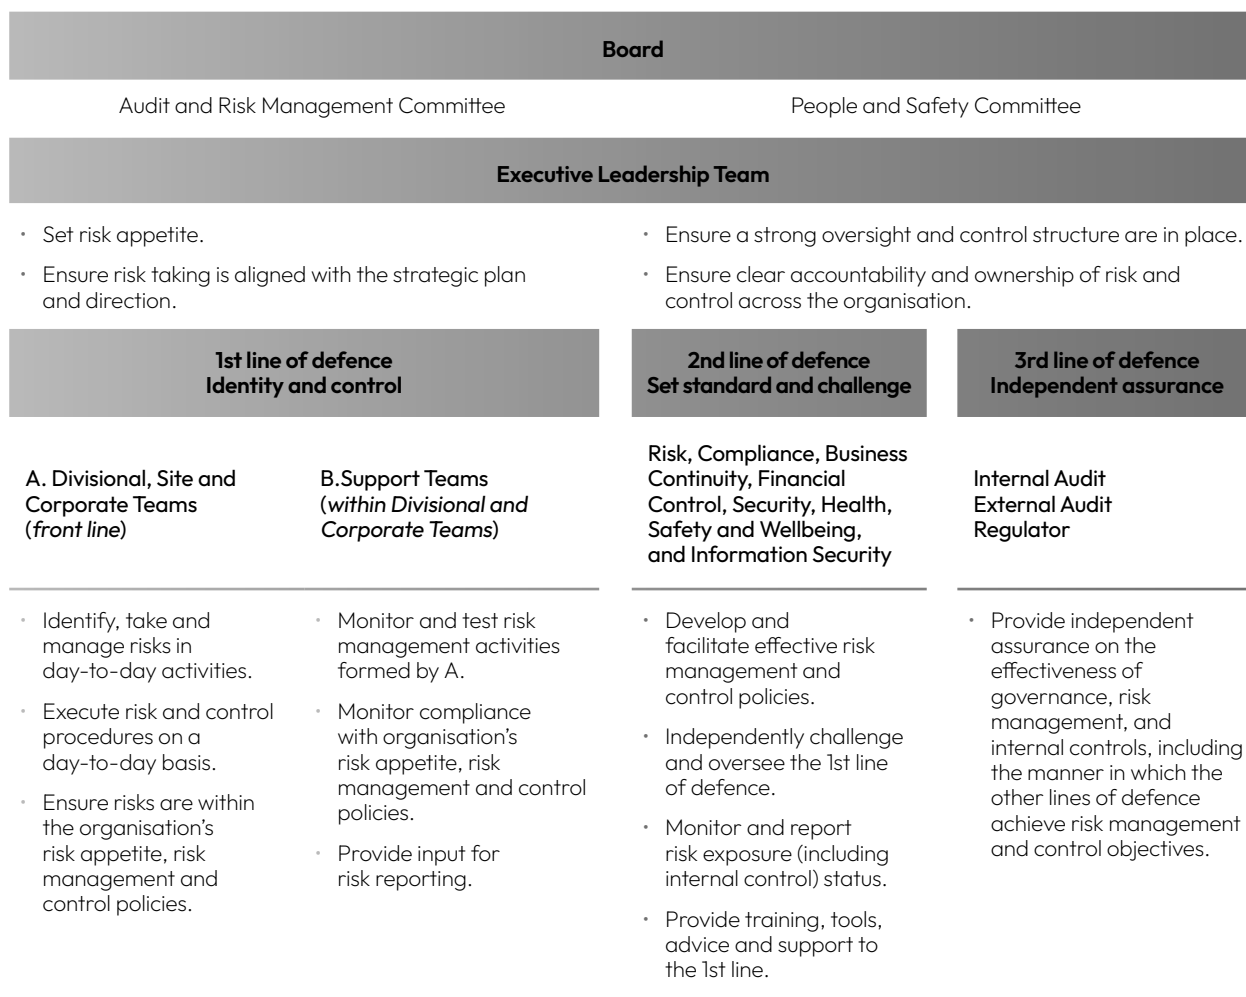 Board
Audit and Risk Management Committee
People and Safety Committee
Executive Leadership Team
• Set risk appetite.
• Ensure risk taking is aligned with the strategic plan
and direction.
• Ensure a strong oversight and control structure are in place.
• Ensure clear accountability and ownership of risk and
control across the organisation.
1st line of defence
Identity and control
A. Divisional, Site and
Corporate Teams
(front line)
• Identify, take and
manage risks in
day-to-day activities.
• Execute risk and control
procedures on a
day-to-day basis.
• Ensure risks are within
the organisation’s
risk appetite, risk
management and
control policies.
B.Support Teams
(within Divisional and
Corporate Teams)
• Monitor and test risk
management activities
formed by A.
• Monitor compliance
with organisation’s
risk appetite, risk
management and control
policies.
• Provide input for
risk reporting.
2nd line of defence
Set standard and challenge
Risk, Compliance, Business
Continuity, Financial
Control, Security, Health,
Safety and Wellbeing,
and Information Security
• Develop and
facilitate effective risk
management and
control policies.
• Independently challenge
and oversee the 1st line
of defence.
• Monitor and report
risk exposure (including
internal control) status.
• Provide training, tools,
advice and support to
the 1st line.
3rd line of defence
Independent assurance
Internal Audit
External Audit
Regulator
• Provide independent
assurance on the
effectiveness of
governance, risk
management, and
internal controls, including
the manner in which the
other lines of defence
achieve risk management
and control objectives.